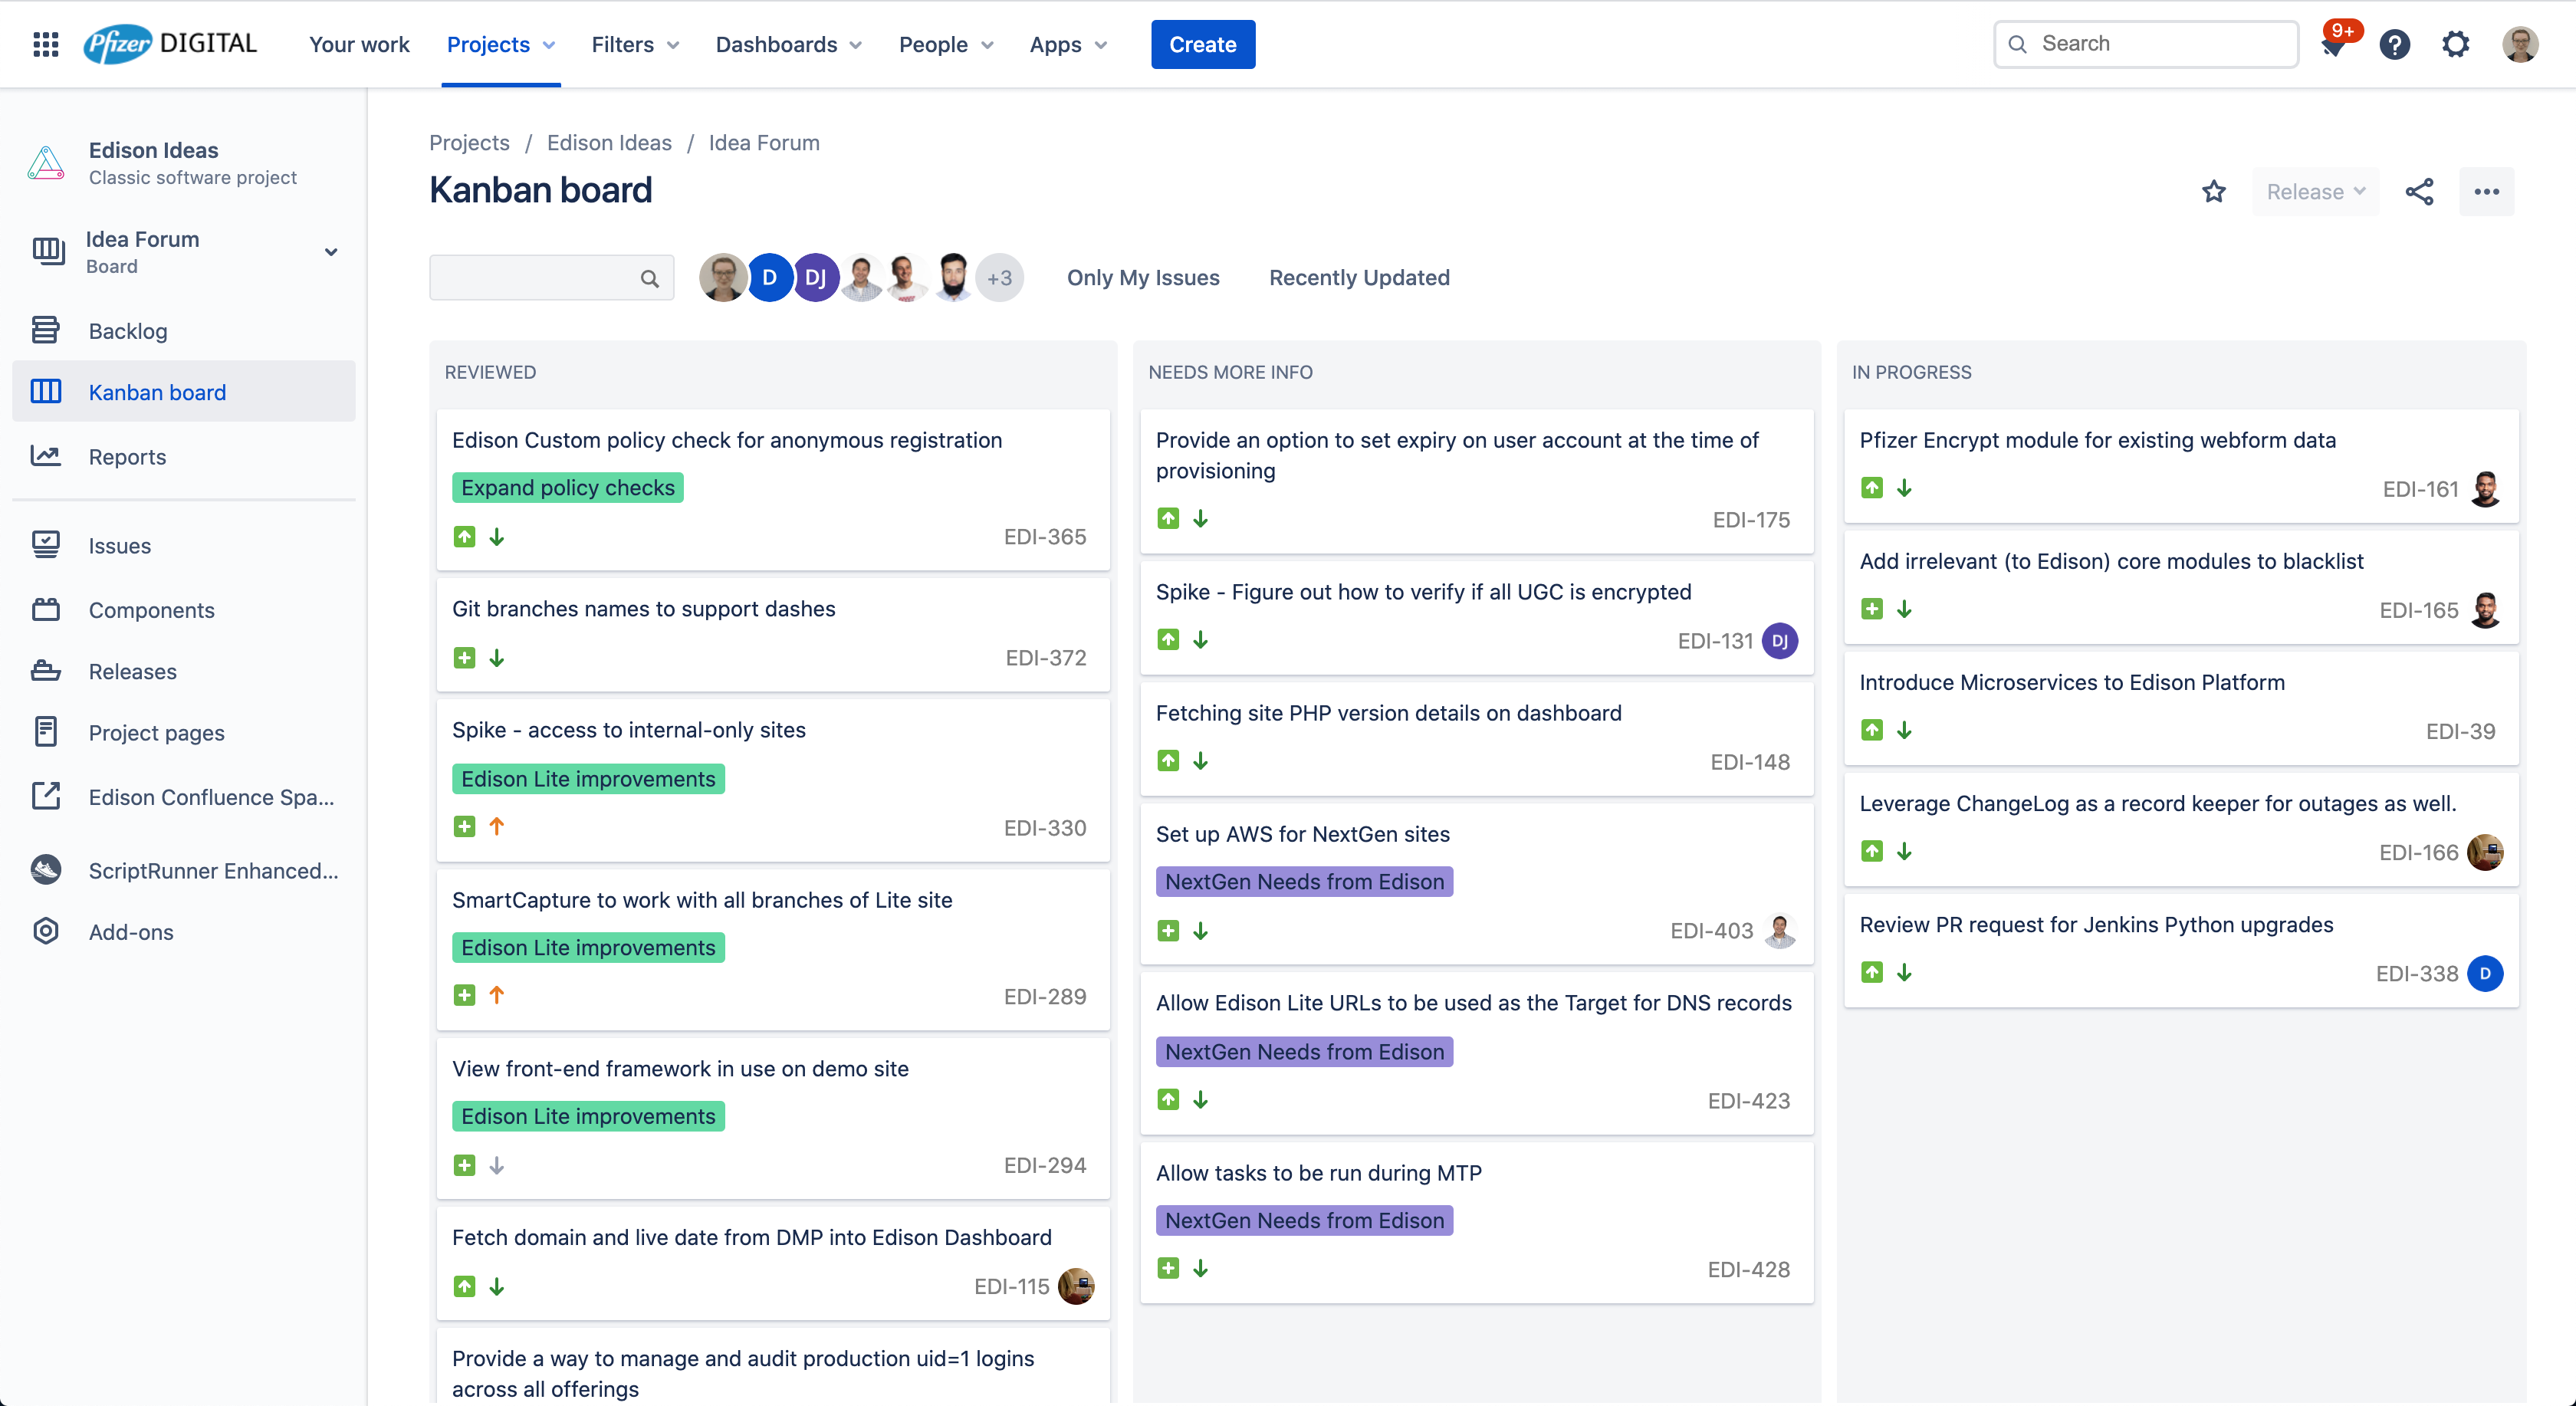 Pfizer DIGITAL
Your work
Projects
Filters
Dashboards
People
Apps
Create
Search
9+
Edison Ideas
Classic software project
Idea Forum
Board
Backlog
Kanban board
Reports
Issues
Components
Releases
Project pages
Edison Confluence Spa...
ScriptRunner Enhanced...
Add-ons
Projects / Edison Ideas / Idea Forum
Kanban board
Release
D
DJ
+3
Only My Issues
Recently Updated
REVIEWED
Edison Custom policy check for anonymous registration
Expand policy checks
EDI-365
Git branches names to support dashes
EDI-372
Spike - access to internal-only sites
Edison Lite improvements
EDI-330
SmartCapture to work with all branches of Lite site
Edison Lite improvements
EDI-289
View front-end framework in use on demo site
Edison Lite improvements
EDI-294
Fetch domain and live date from DMP into Edison Dashboard
EDI-115
Provide a way to manage and audit production uid=1 logins
across all offerings
NEEDS MORE INFO
Provide an option to set expiry on user account at the time of
provisioning
EDI-175
Spike - Figure out how to verify if all UGC is encrypted
EDI-131
DJ
Fetching site PHP version details on dashboard
EDI-148
Set up AWS for NextGen sites
NextGen Needs from Edison
EDI-403
Allow Edison Lite URLs to be used as the Target for DNS records
NextGen Needs from Edison
EDI-423
Allow tasks to be run during MTP
NextGen Needs from Edison
EDI-428
IN PROGRESS
Pfizer Encrypt module for existing webform data
EDI-161
Add irrelevant (to Edison) core modules to blacklist
EDI-165
Introduce Microservices to Edison Platform
EDI-39
Leverage ChangeLog as a record keeper for outages as well.
EDI-166
Review PR request for Jenkins Python upgrades
EDI-338
D